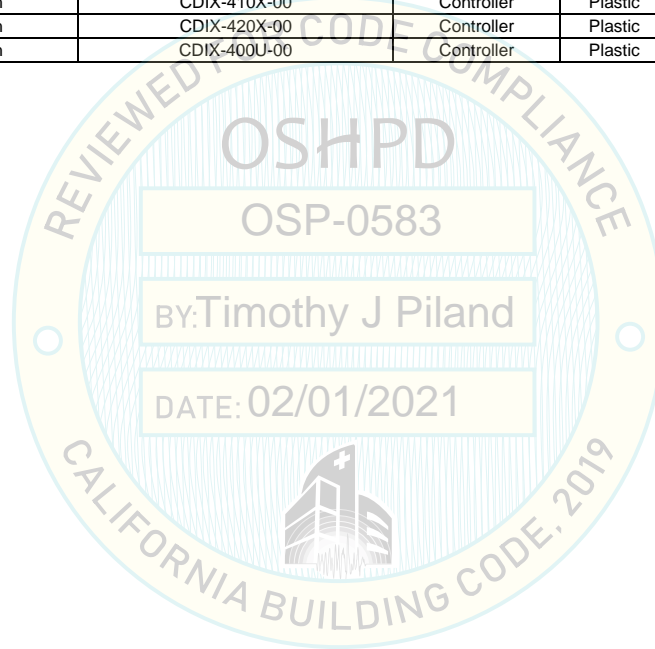 CDIX-410X-00 Controller Plastic
CDIX-420X-00 Controller Plastic
CDIX-400U-00 Controller Plastic
REVIEWED FOR CODE COMPLIANCE
OSHPD
OSP-0583
BY:Timothy J Piland
DATE: 02/01/2021
CALIFORNIA BUILDING CODE, 2019